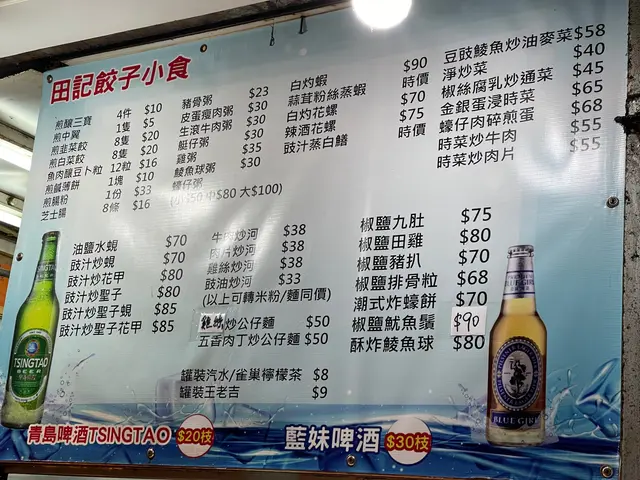 田記餃子小食
煎釀三寶 4件 $10
煎中翼 1隻 $5
煎韭菜餃 8隻 $20
煎白菜餃 8隻 $20
魚肉釀豆卜粒 12粒 $16
煎鹹薄餅 1塊 $10
煎腸粉 1份 $33
芝士腸 8條 $16
豬骨粥 $23
皮蛋瘦肉粥 $30
生滾牛肉粥 $30
艇仔粥 $30
雞粥 $35
鯪魚球粥 $30
蠔仔粥
(小$50 中$80 大$100)
白灼蝦 $90
蒜茸粉絲蒸蝦 時價
白灼花螺 $70
辣酒花螺 $75
豉汁蒸白鱔 時價
豆豉鯪魚炒油麥菜 $58
淨炒菜 $40
椒絲腐乳炒通菜 $45
金銀蛋浸時菜 $65
蠔仔肉碎煎蛋 $68
時菜炒牛肉 $55
時菜炒肉片 $55
油鹽水蜆 $70
豉汁炒蜆 $70
豉汁炒花甲 $80
豉汁炒聖子 $80
豉汁炒聖子蜆 $85
豉汁炒聖子花甲 $85
牛肉炒河 $38
肉片炒河 $38
雞絲炒河 $38
豉油炒河 $33
(以上可轉米粉/麵同價)
雞絲炒公仔麵 $50
五香肉丁炒公仔麵 $50
椒鹽九肚 $75
椒鹽田雞 $80
椒鹽豬扒 $70
椒鹽排骨粒 $68
潮式炸蠔餅 $70
椒鹽魷魚鬚 $90
酥炸鯪魚球 $80
罐裝汽水/雀巢檸檬茶 $8
罐裝王老吉 $9
TSINGTAO
BLUE GIRL
青島啤酒TSINGTAO $20枝
藍妹啤酒 $30枝